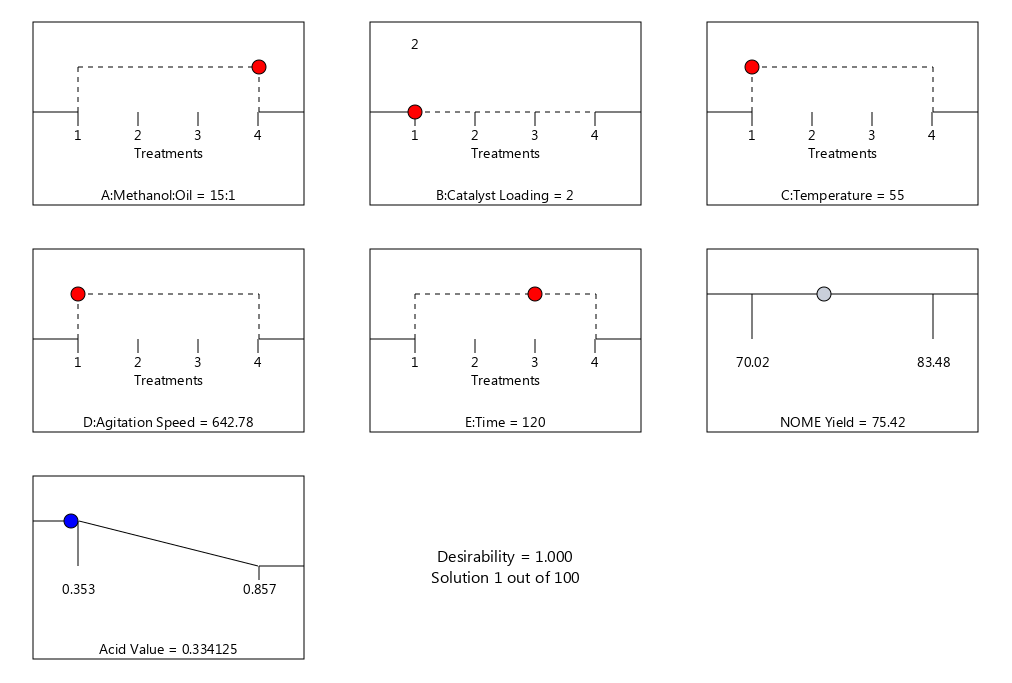 1 2 3 4
Treatments
A:Methanol:Oil = 15:1
2
1 2 3 4
Treatments
B:Catalyst Loading = 2
1 2 3 4
Treatments
C:Temperature = 55
1 2 3 4
Treatments
D:Agitation Speed = 642.78
1 2 3 4
Treatments
E:Time = 120
70.02 83.48
NOME Yield = 75.42
0.353 0.857
Acid Value = 0.334125
Desirability = 1.000
Solution 1 out of 100